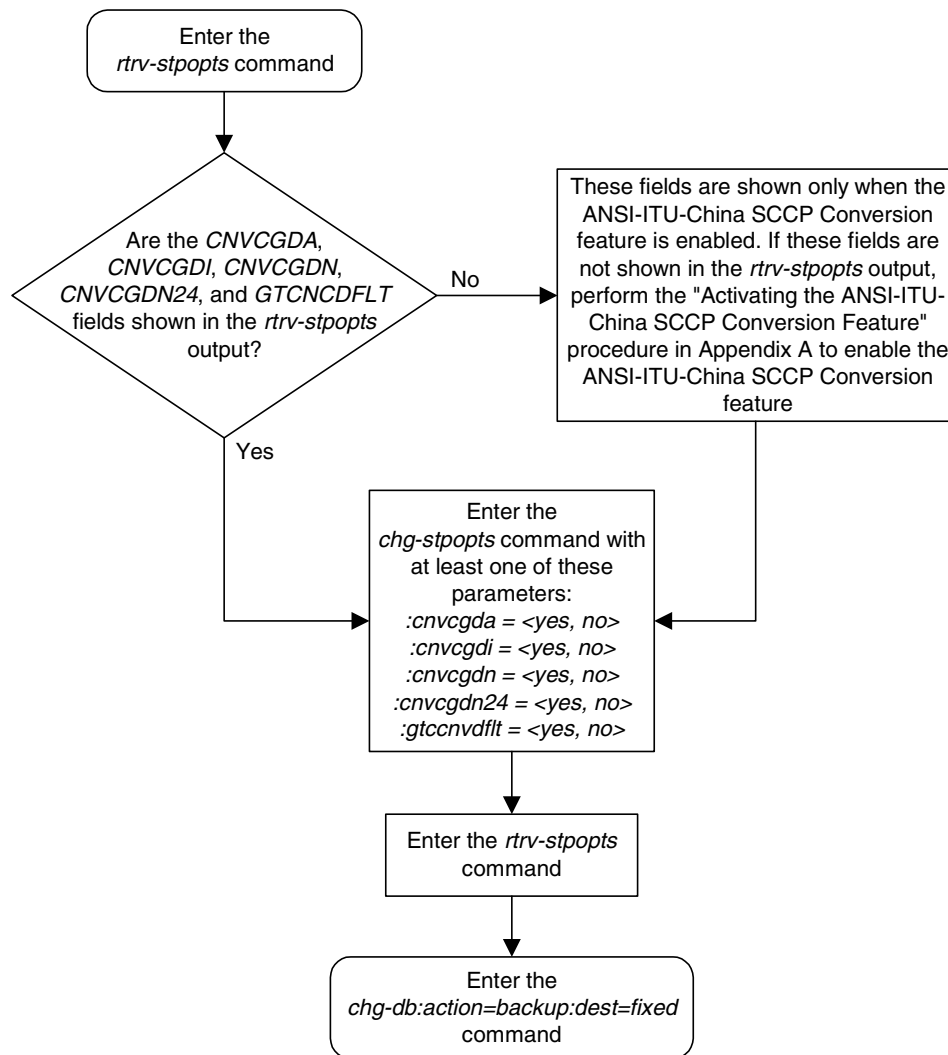 Enter the
rtrv-stpopts command
Are the CNVCGDA,
CNVCGDI, CNVCGDN,
CNVCGDN24, and GTCNCDFLT
fields shown in the rtrv-stpopts
output?
No
These fields are shown only when the
ANSI-ITU-China SCCP Conversion
feature is enabled. If these fields are
not shown in the rtrv-stpopts output,
perform the "Activating the ANSI-ITU-
China SCCP Conversion Feature"
procedure in Appendix A to enable the
ANSI-ITU-China SCCP Conversion
feature
Yes
Enter the
chg-stpopts command with
at least one of these
parameters:
:cnvcgda = <yes, no>
:cnvcgdi = <yes, no>
:cnvcgdn = <yes, no>
:cnvcgdn24 = <yes, no>
:gtccnvdflt = <yes, no>
Enter the rtrv-stpopts
command
Enter the
chg-db:action=backup:dest=fixed
command